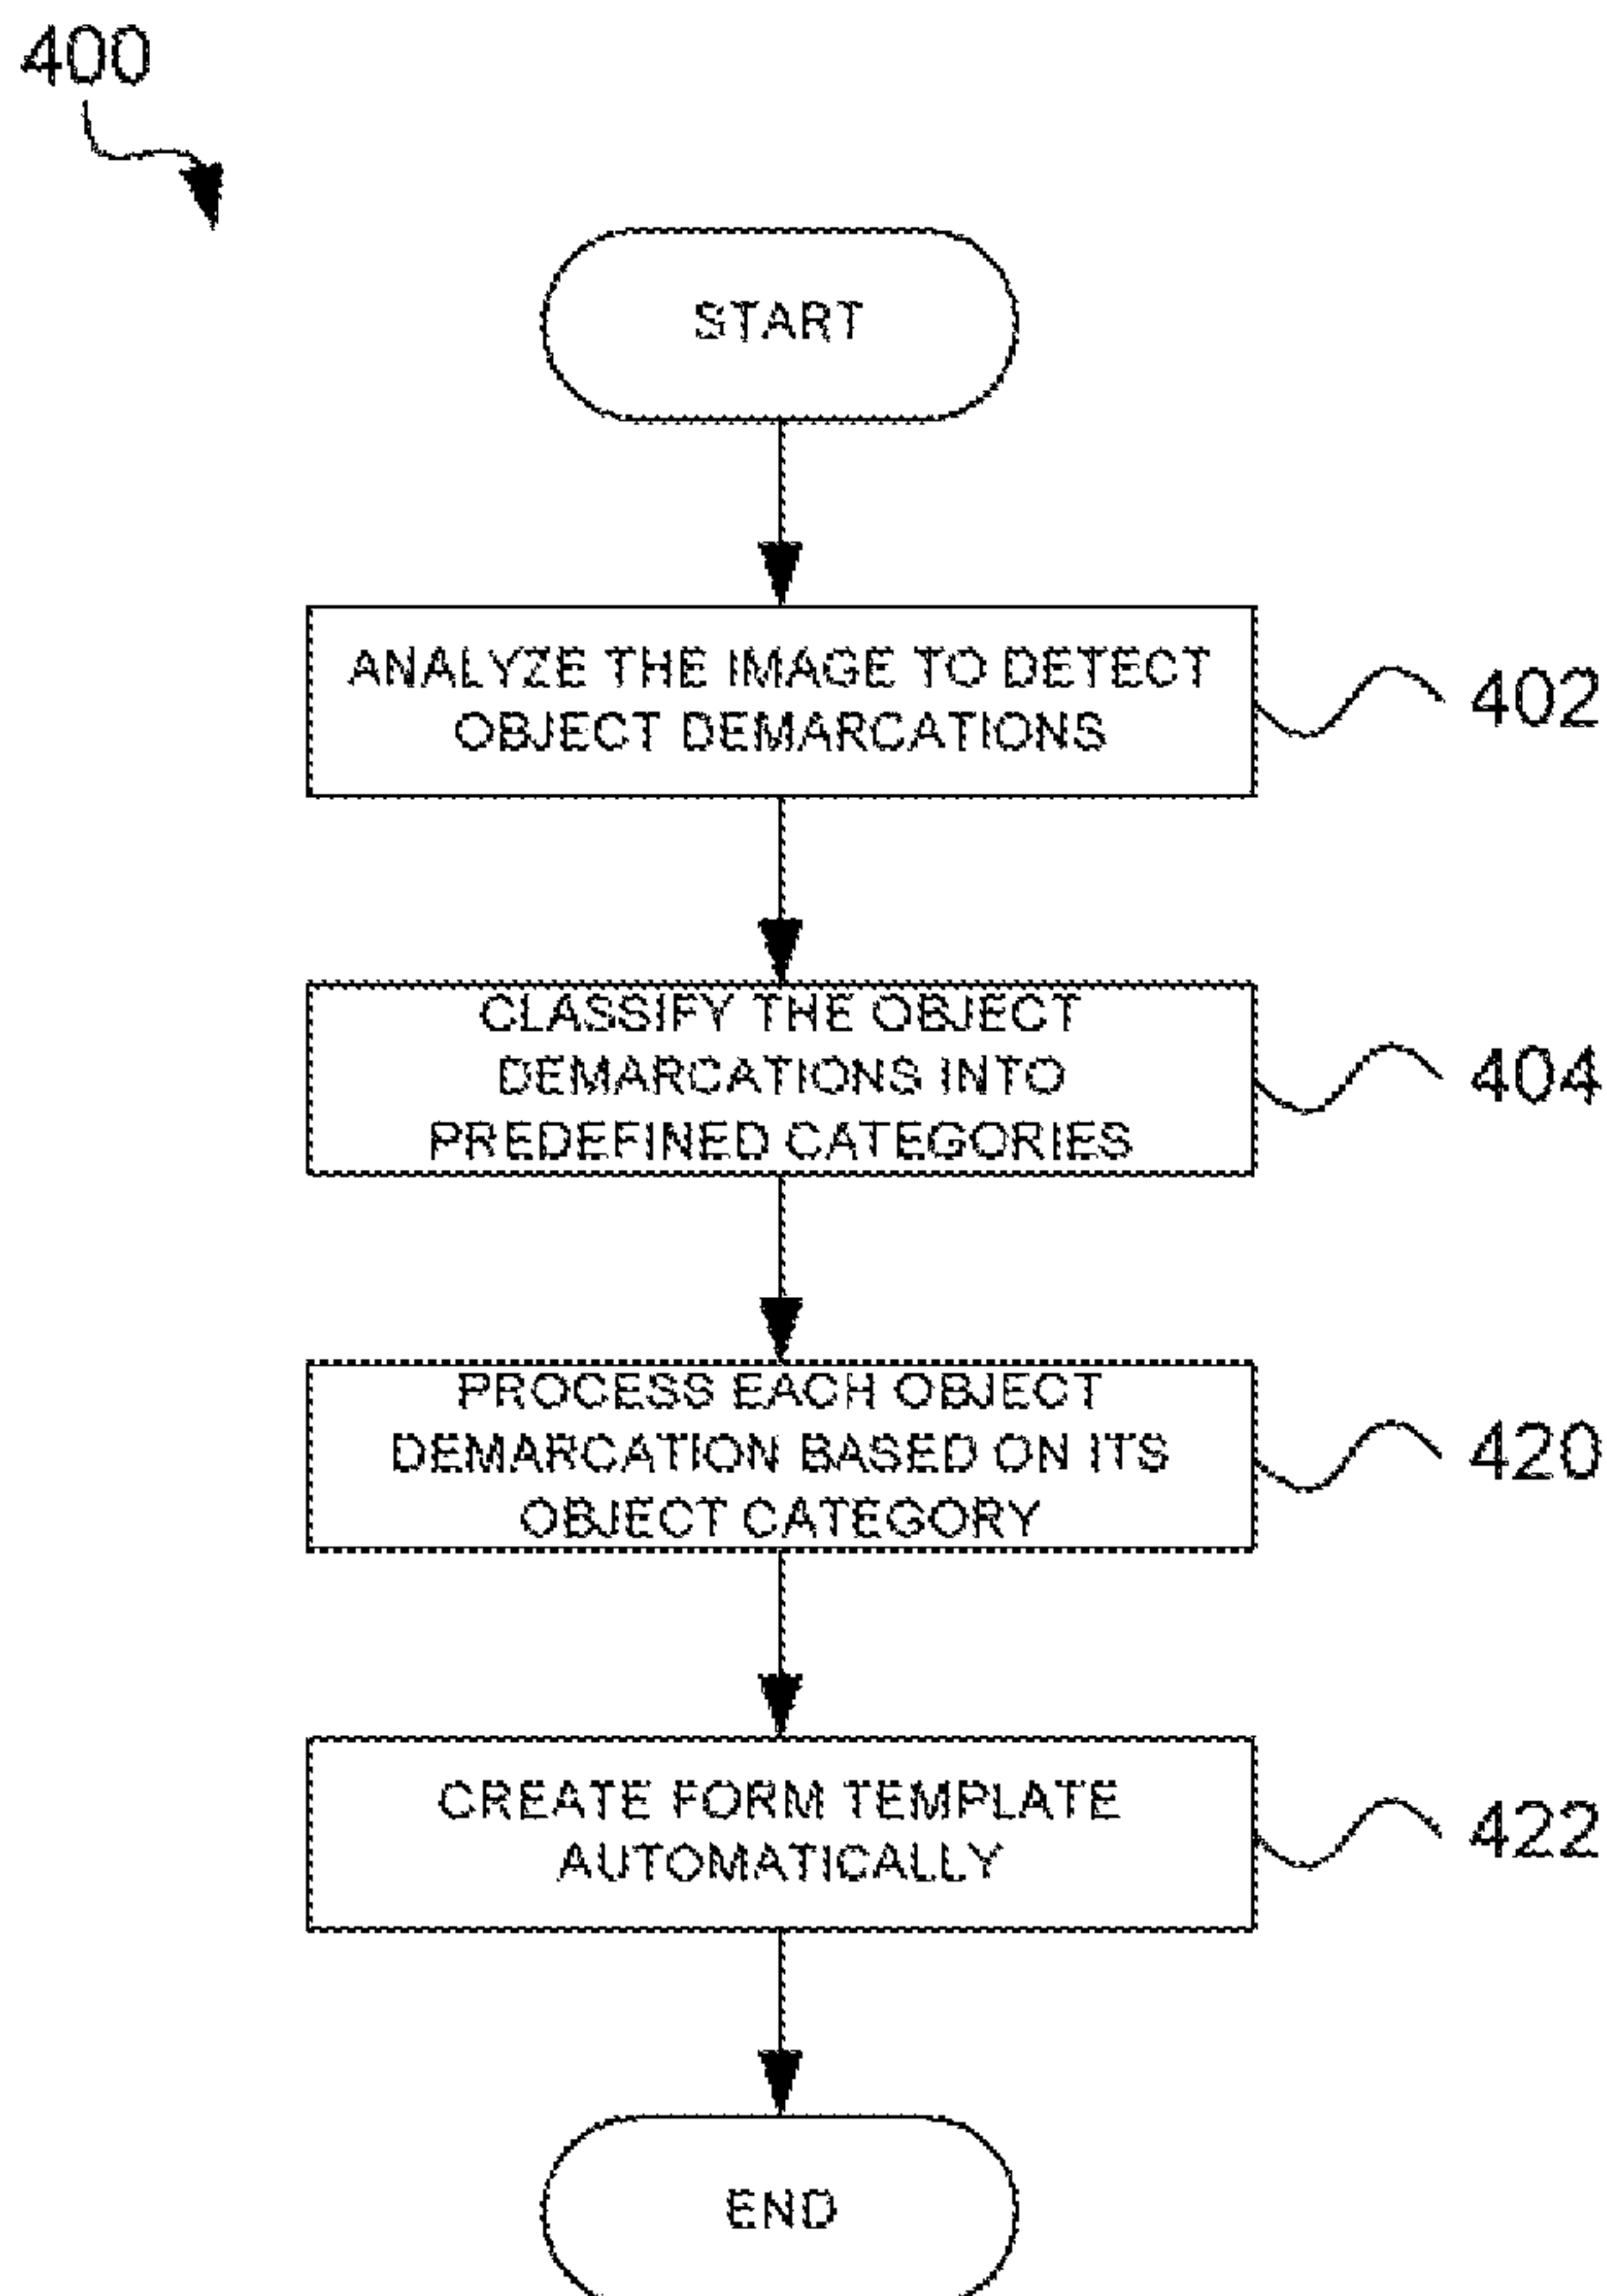 400
START
ANALYZE THE IMAGE TO DETECT
OBJECT DEMARCATIONS
402
CLASSIFY THE OBJECT
DEMARCATIONS INTO
PREDEFINED CATEGORIES
404
PROCESS EACH OBJECT
DEMARCATION BASED ON ITS
OBJECT CATEGORY
420
CREATE FORM TEMPLATE
AUTOMATICALLY
422
END